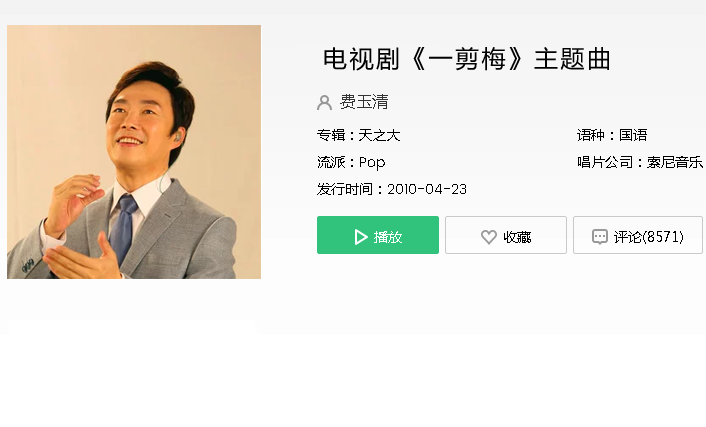 电视剧《一剪梅》主题曲
费玉清
专辑：天之大
语种：国语
流派：Pop
唱片公司：索尼音乐
发行时间：2010-04-23
播放
收藏
评论(8571)